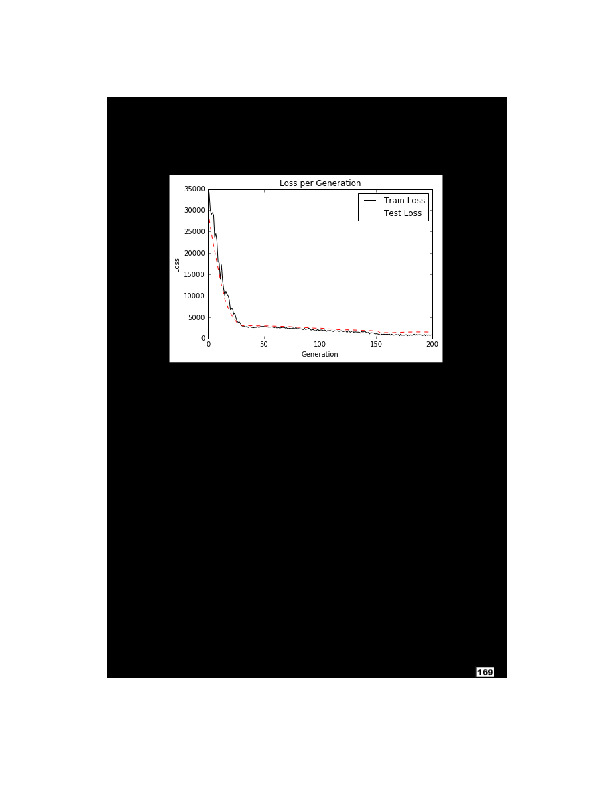 Loss per Generation
35000
30000
25000
20000
15000
10000
5000
0
Loss
Train Loss
Test Loss
0 50 100 150 200
Generation
169